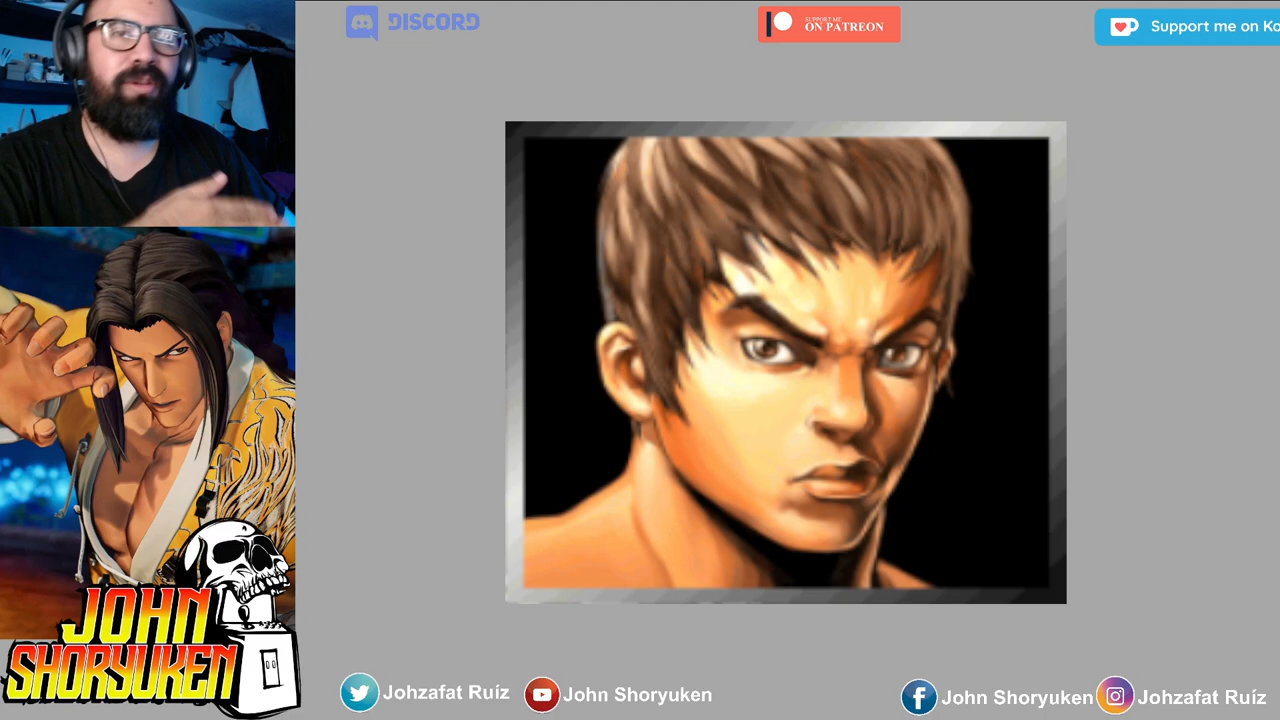 DISCORD
SUPPORT ME
ON PATREON
Support me on Ko
JOHN
SHORYUKEN
Johzafat Ruíz
John Shoryuken
John Shoryuken
Johzafat Ruíz